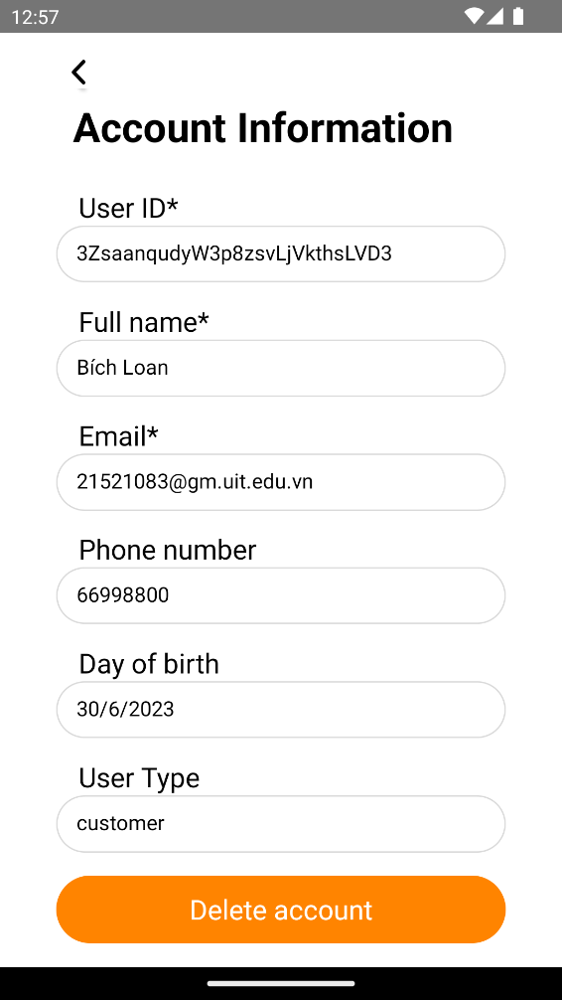 12:57
Account Information
User ID*
3ZsaanqudyW3p8zsvLjVkthsLVD3
Full name*
Bích Loan
Email*
21521083@gm.uit.edu.vn
Phone number
66998800
Day of birth
30/6/2023
User Type
customer
Delete account